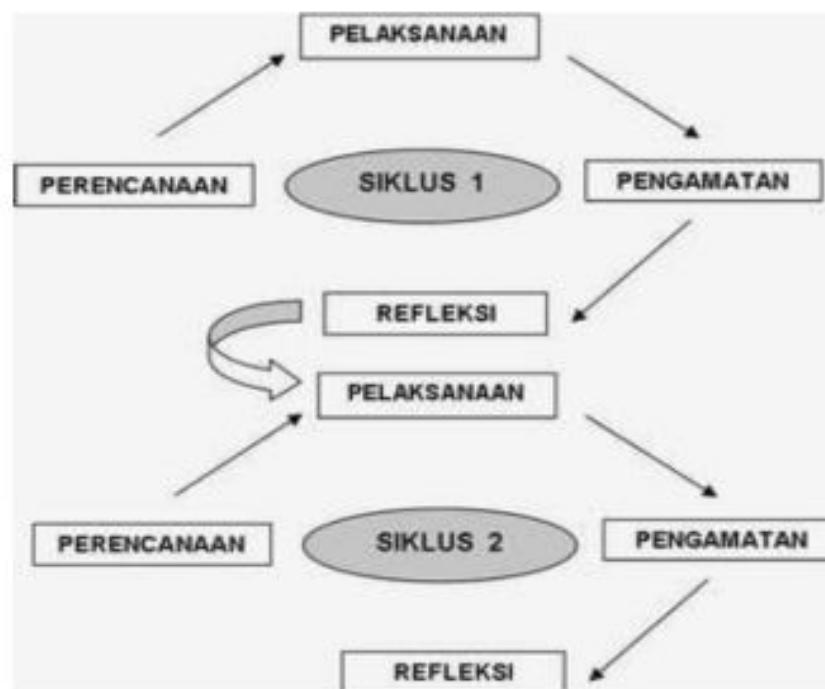 PELAKSANAAN
PERENCANAAN
SIKLUS 1
PENGAMATAN
REFLEKSI
PELAKSANAAN
PERENCANAAN
SIKLUS 2
PENGAMATAN
REFLEKSI